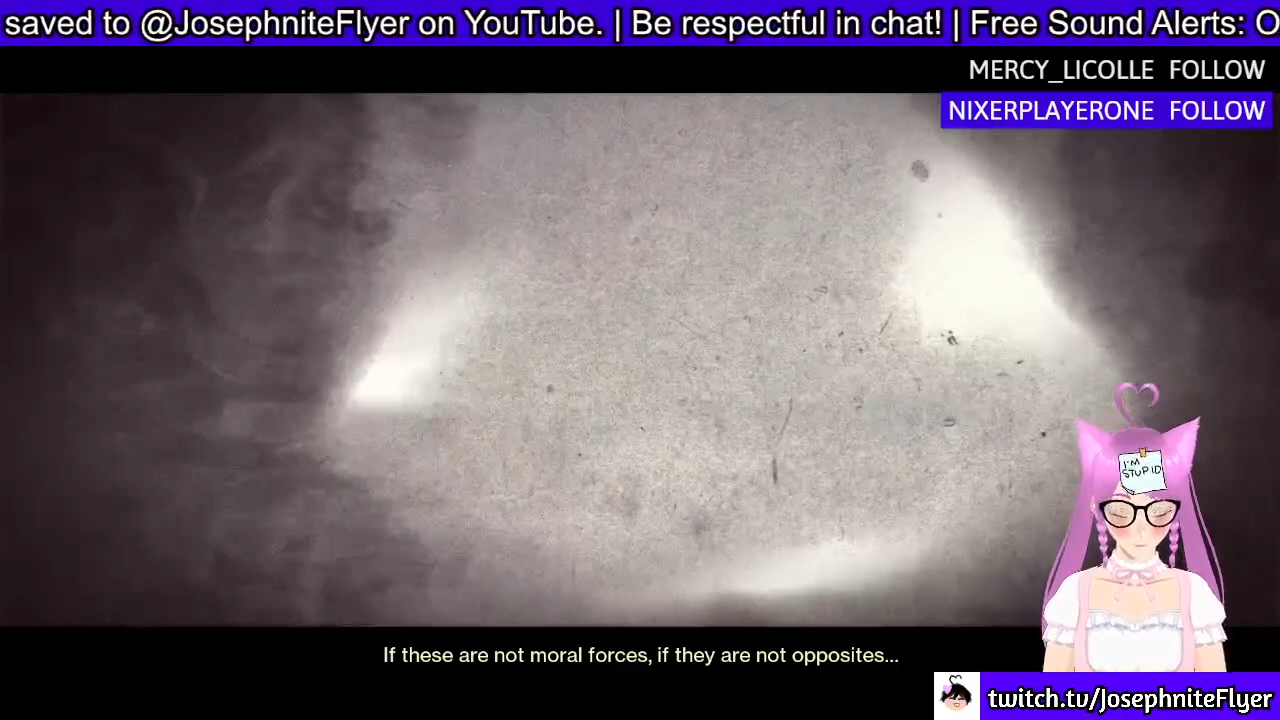 saved to @JosephniteFlyer on YouTube. | Be respectful in chat! | Free Sound Alerts: O
MERCY_LICOLLE FOLLOW
NIXERPLAYERONE FOLLOW
I'M
STUPID
If these are not moral forces, if they are not opposites...
twitch.tv/JosephniteFlyer